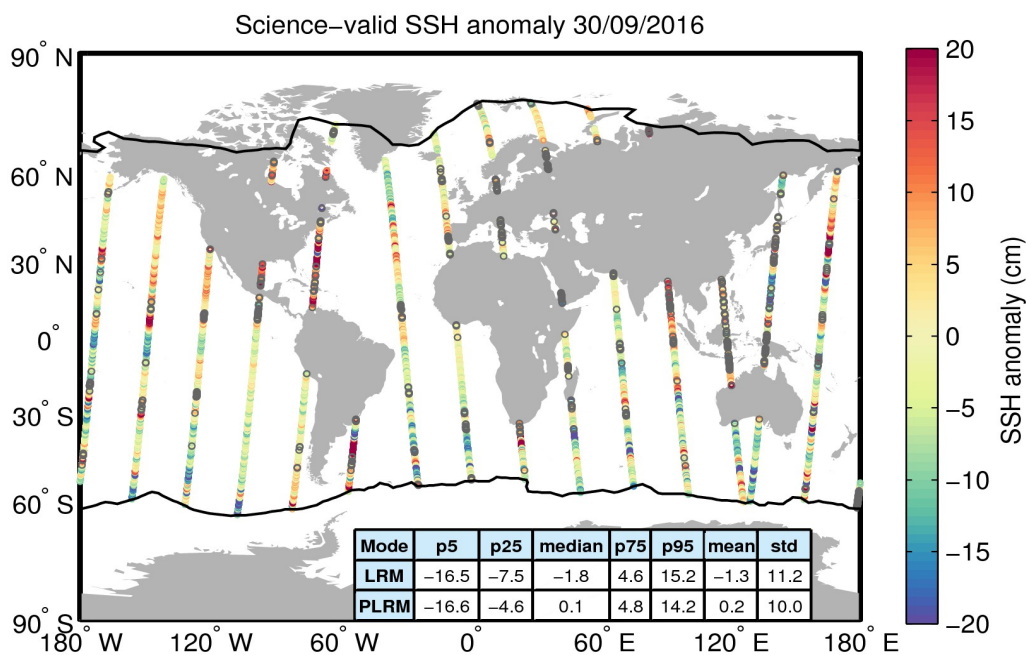 Science−valid SSH anomaly 30/09/2016
90° N
60° N
30° N
0°
30° S
60° S
90° S
180° W 120° W 60° W 0° 60° E 120° E 180° E
Mode p5 p25 median p75 p95 mean std
LRM −16.5 −7.5 −1.8 4.6 15.2 −1.3 11.2
PLRM −16.6 −4.6 0.1 4.8 14.2 0.2 10.0
20
15
10
5
0
−5
−10
−15
−20
SSH anomaly (cm)